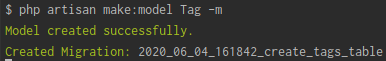 $ php artisan make:model Tag -m
Model created successfully.
Created Migration: 2020_06_04_161842_create_tags_table